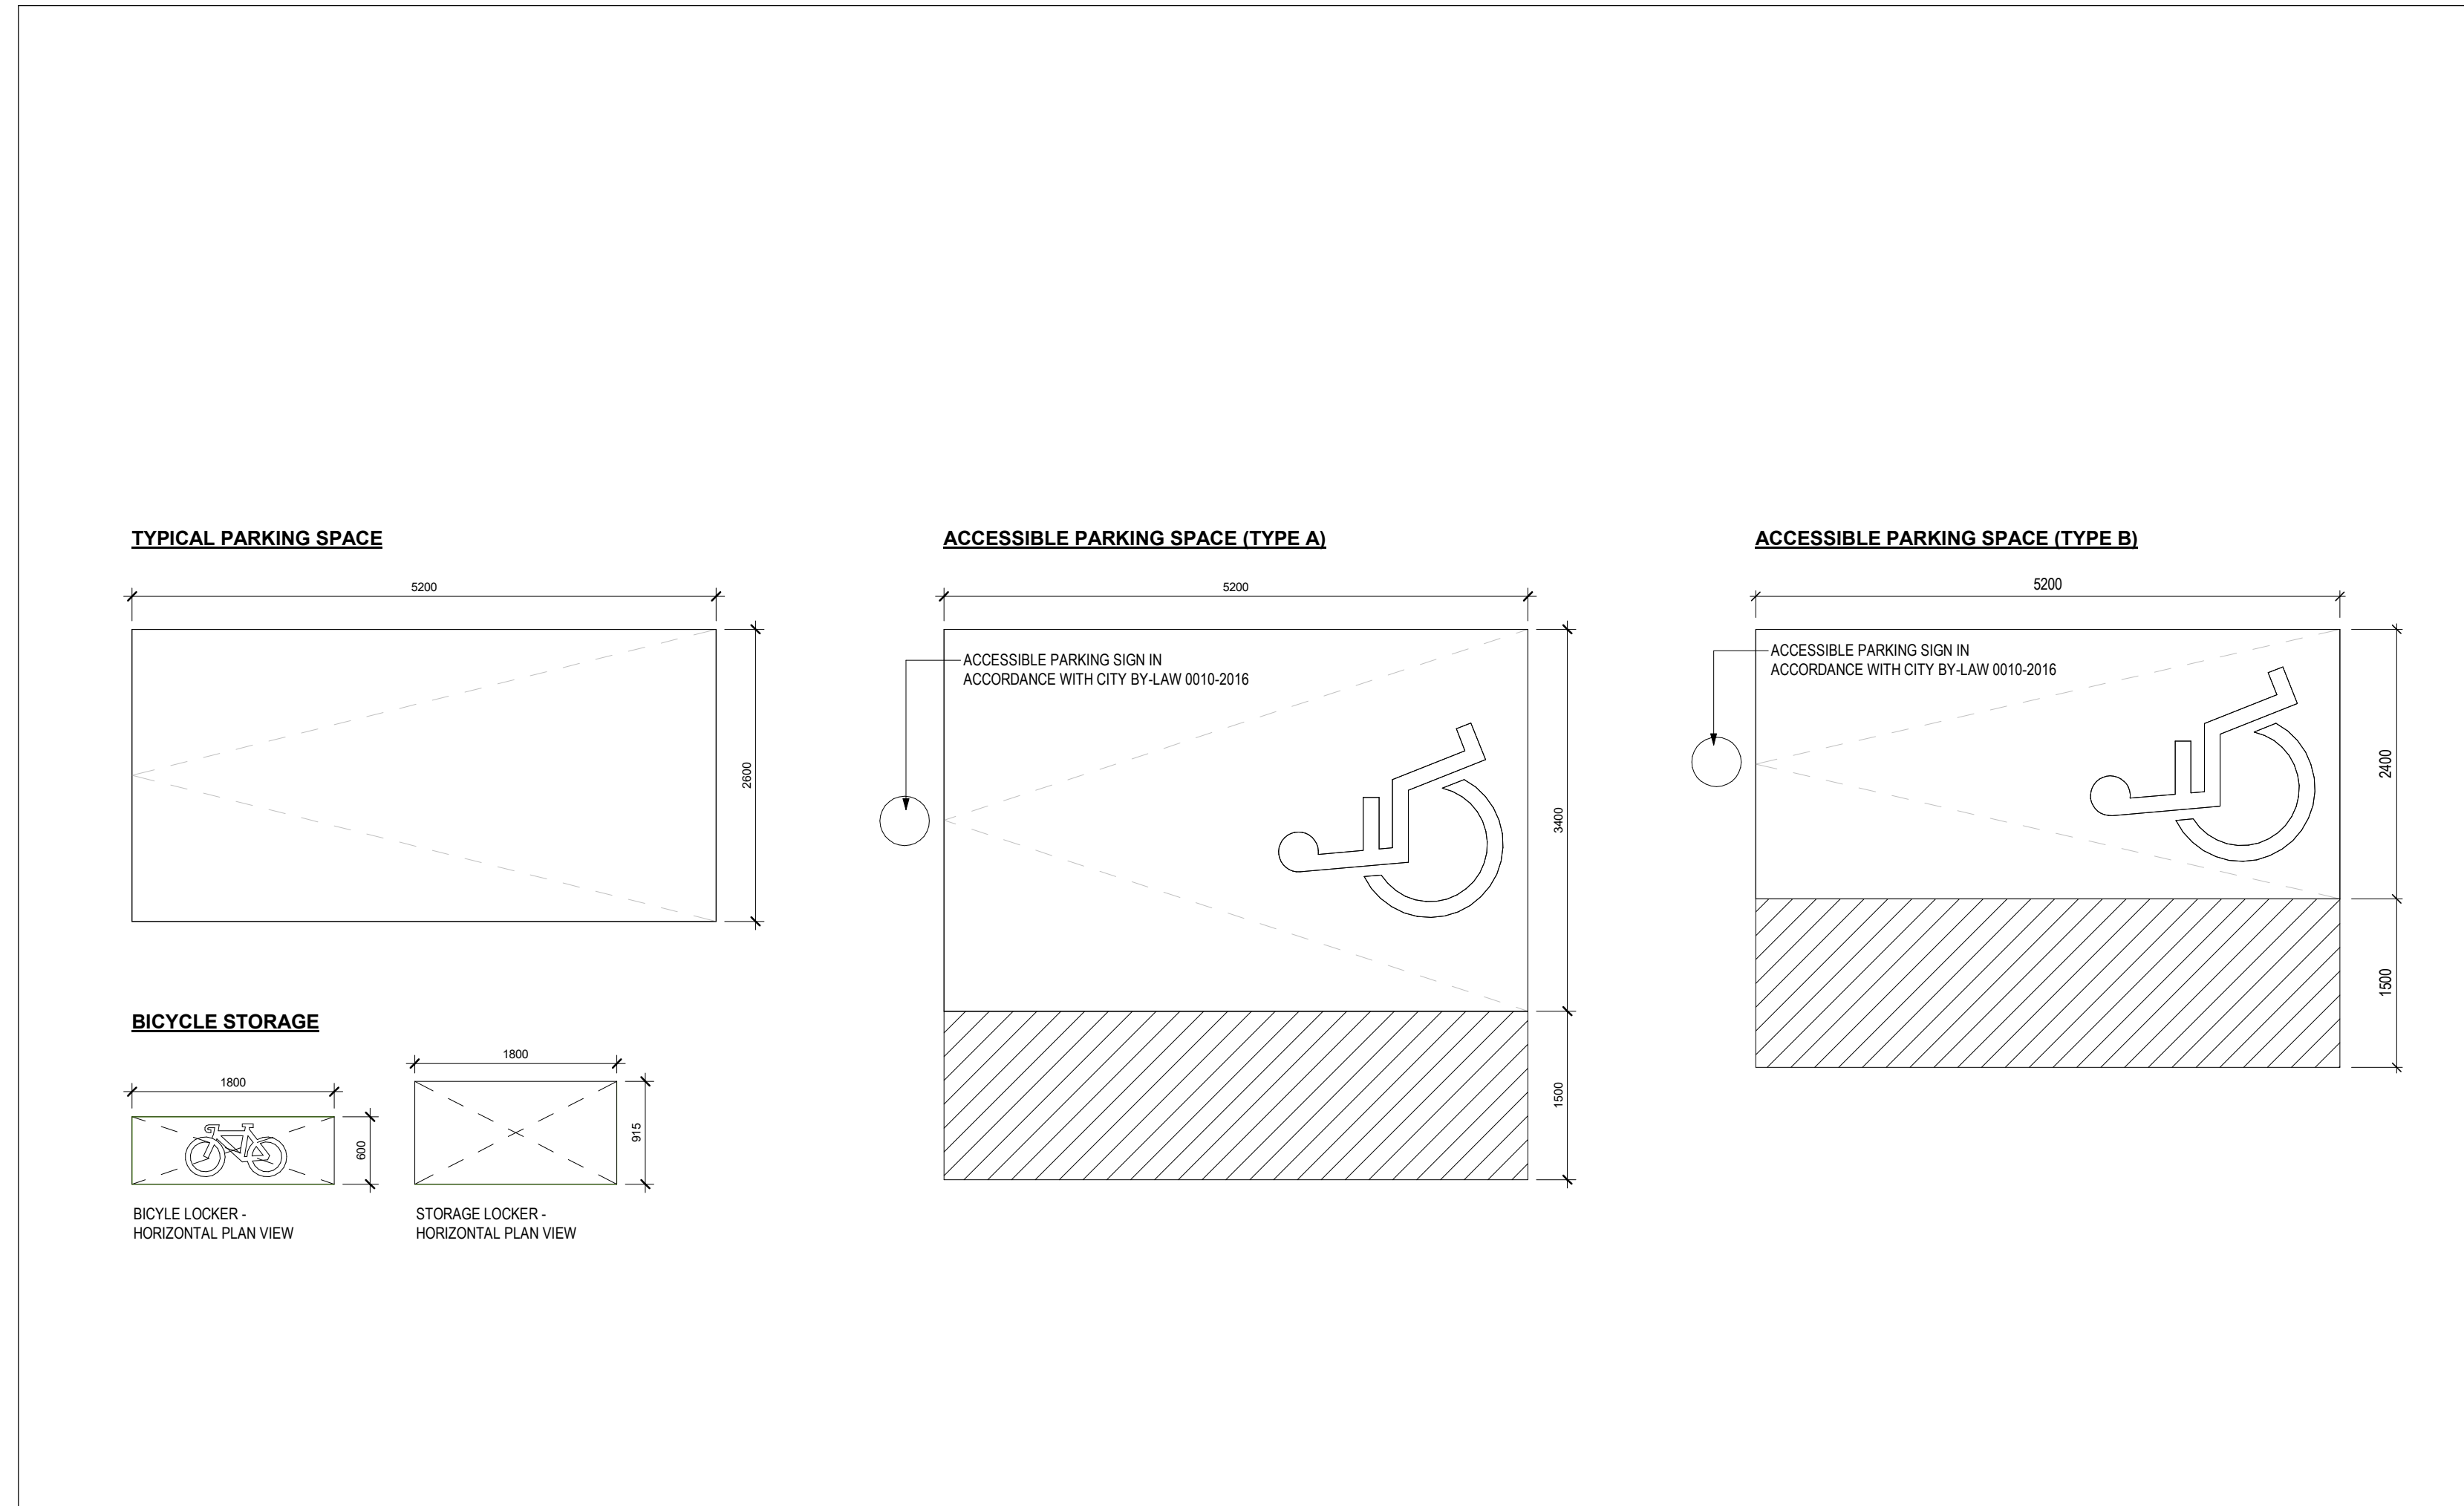 TYPICAL PARKING SPACE
5200
2600
BICYCLE STORAGE
1800
600
BICYLE LOCKER -
HORIZONTAL PLAN VIEW
1800
915
STORAGE LOCKER -
HORIZONTAL PLAN VIEW
ACCESSIBLE PARKING SPACE (TYPE A)
5200
ACCESSIBLE PARKING SIGN IN
ACCORDANCE WITH CITY BY-LAW 0010-2016
3400
1500
ACCESSIBLE PARKING SPACE (TYPE B)
5200
ACCESSIBLE PARKING SIGN IN
ACCORDANCE WITH CITY BY-LAW 0010-2016
2400
1500